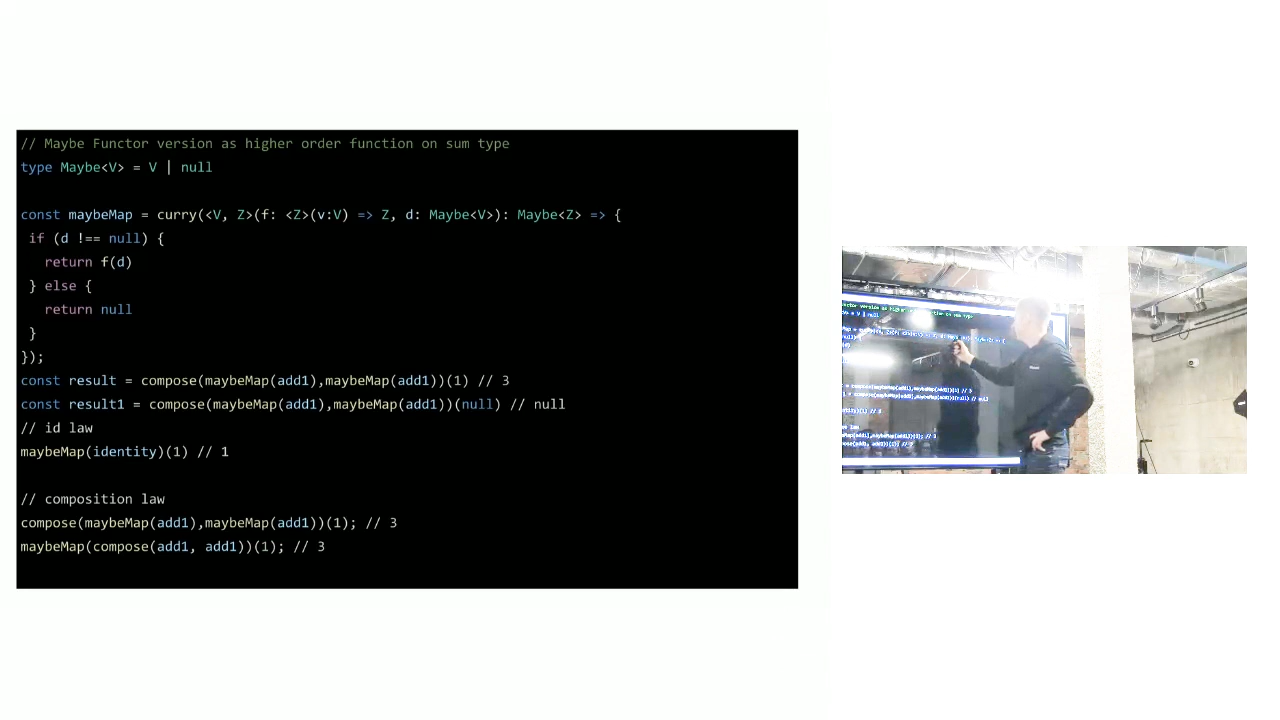 // Maybe Functor version as higher order function on sum type
type Maybe<V> = V | null
const maybeMap = curry(<V, Z>(f: <Z>(v:V) => Z, d: Maybe<V>): Maybe<Z> => {
if (d !== null) {
return f(d)
} else {
return null
}
});
const result = compose(maybeMap(add1),maybeMap(add1))(1) // 3
const result1 = compose(maybeMap(add1),maybeMap(add1))(null) // null
// id law
maybeMap(identity)(1) // 1
// composition law
compose(maybeMap(add1),maybeMap(add1))(1); // 3
maybeMap(compose(add1, add1))(1); // 3